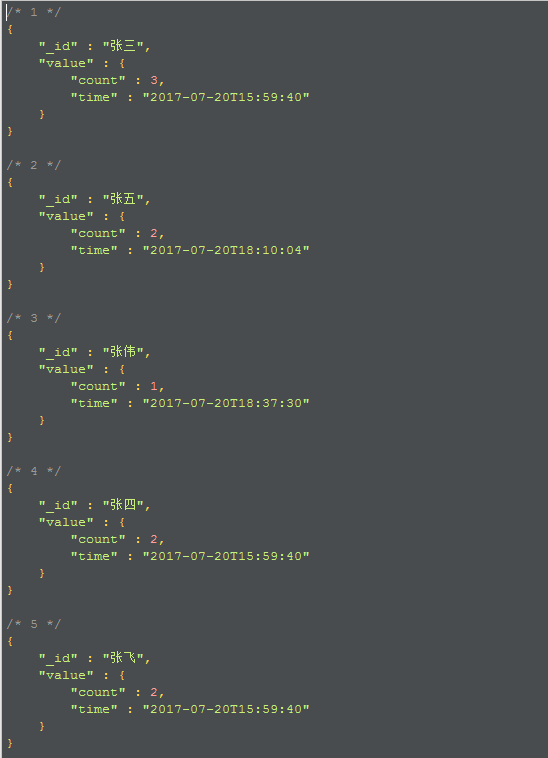 /* 1 */
{
    "_id" : "张三",
    "value" : {
        "count" : 3,
        "time" : "2017-07-20T15:59:40"
    }
}

/* 2 */
{
    "_id" : "张五",
    "value" : {
        "count" : 2,
        "time" : "2017-07-20T18:10:04"
    }
}

/* 3 */
{
    "_id" : "张伟",
    "value" : {
        "count" : 1,
        "time" : "2017-07-20T18:37:30"
    }
}

/* 4 */
{
    "_id" : "张四",
    "value" : {
        "count" : 2,
        "time" : "2017-07-20T15:59:40"
    }
}

/* 5 */
{
    "_id" : "张飞",
    "value" : {
        "count" : 2,
        "time" : "2017-07-20T15:59:40"
    }
}